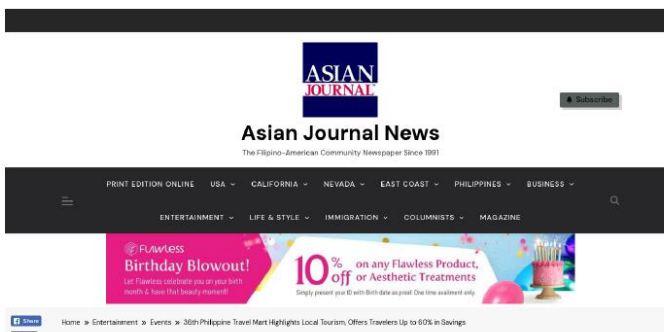 ASIAN
JOURNAL
Subscribe
Asian Journal News
The Filipino-American Community Newspaper Since 1991
PRINT EDITION ONLINE USA CALIFORNIA NEVADA EAST COAST PHILIPPINES BUSINESS
ENTERTAINMENT LIFE & STYLE IMMIGRATION COLUMNISTS MAGAZINE
FLAWLESS
Birthday Blowout!
Let Flawless celebrate you on your birth
month & have that beauty moment!
10% off on any Flawless Product,
or Aesthetic Treatments
Simply present your ID with Birth date as proof. One time availment only.
Share
Home » Entertainment » Events » 36th Philippine Travel Mart Highlights Local Tourism, Offers Travelers Up to 60% in Savings